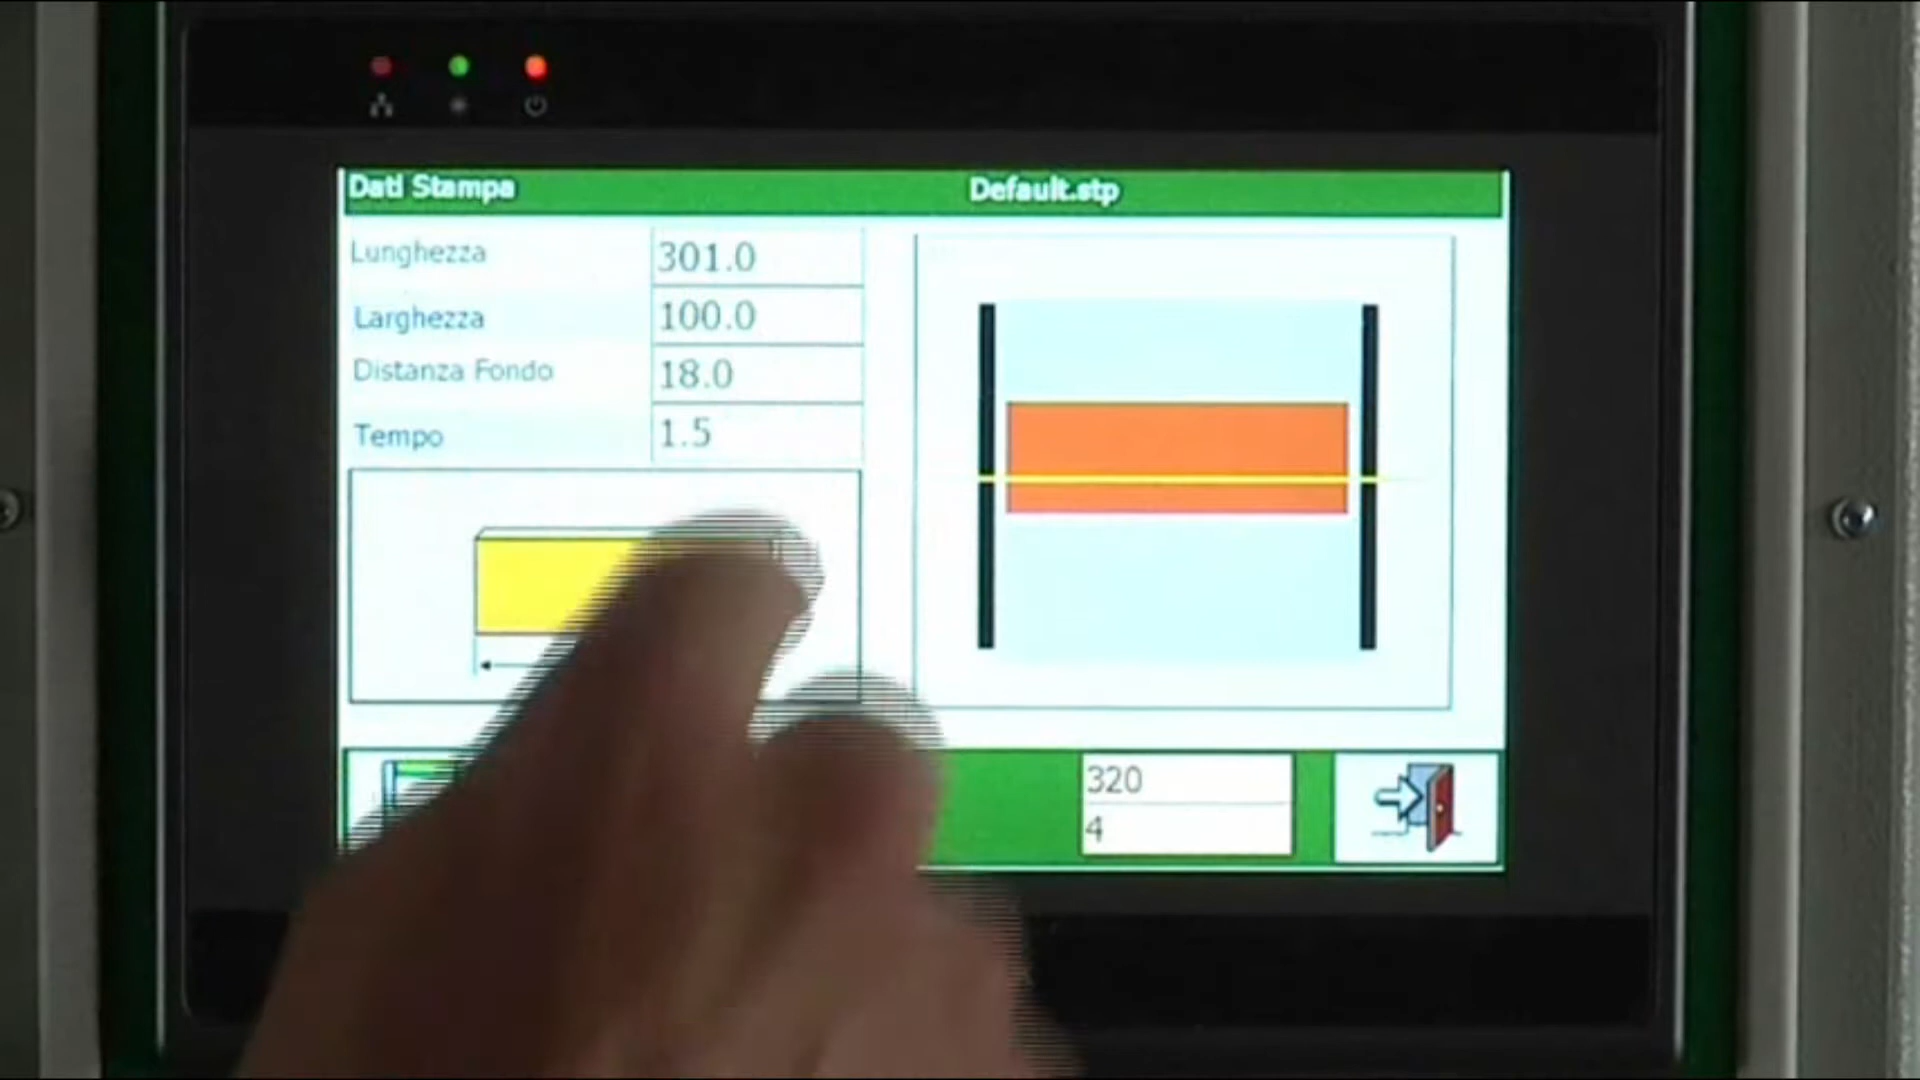 Dati Stampa
Default.stp
Lunghezza 301.0
Larghezza 100.0
Distanza Fondo 18.0
Tempo 1.5
320
4